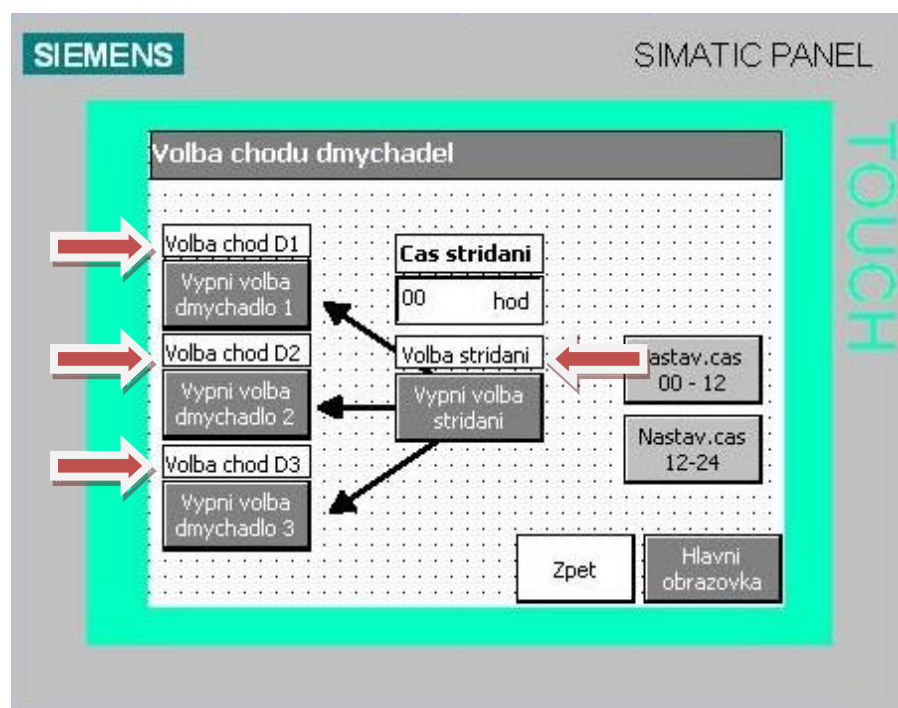 SIEMENS
SIMATIC PANEL
TOUCH
Volba chodu dmychadel
Volba chod D1
Vypni volba
dmychadlo 1
Cas stridani
00 hod
Volba chod D2
Vypni volba
dmychadlo 2
Volba stridani
Vypni volba
stridani
astav.cas
00 - 12
Nastav.cas
12-24
Volba chod D3
Vypni volba
dmychadlo 3
Zpet
Hlavni
obrazovka